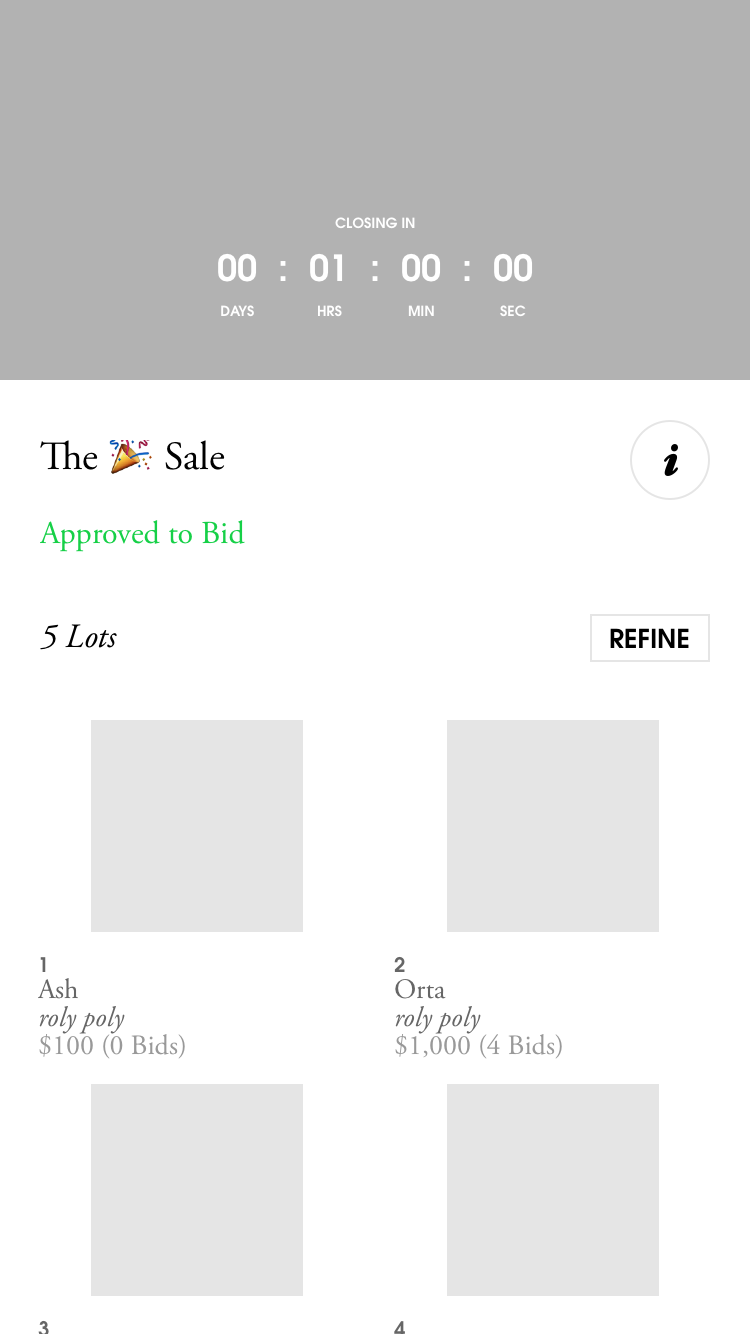 CLOSING IN
00 : 01 : 00 : 00
DAYS HRS MIN SEC
The 🎉 Sale
i
Approved to Bid
5 Lots
REFINE
1
Ash
roly poly
$100 (0 Bids)
2
Orta
roly poly
$1,000 (4 Bids)
3
4